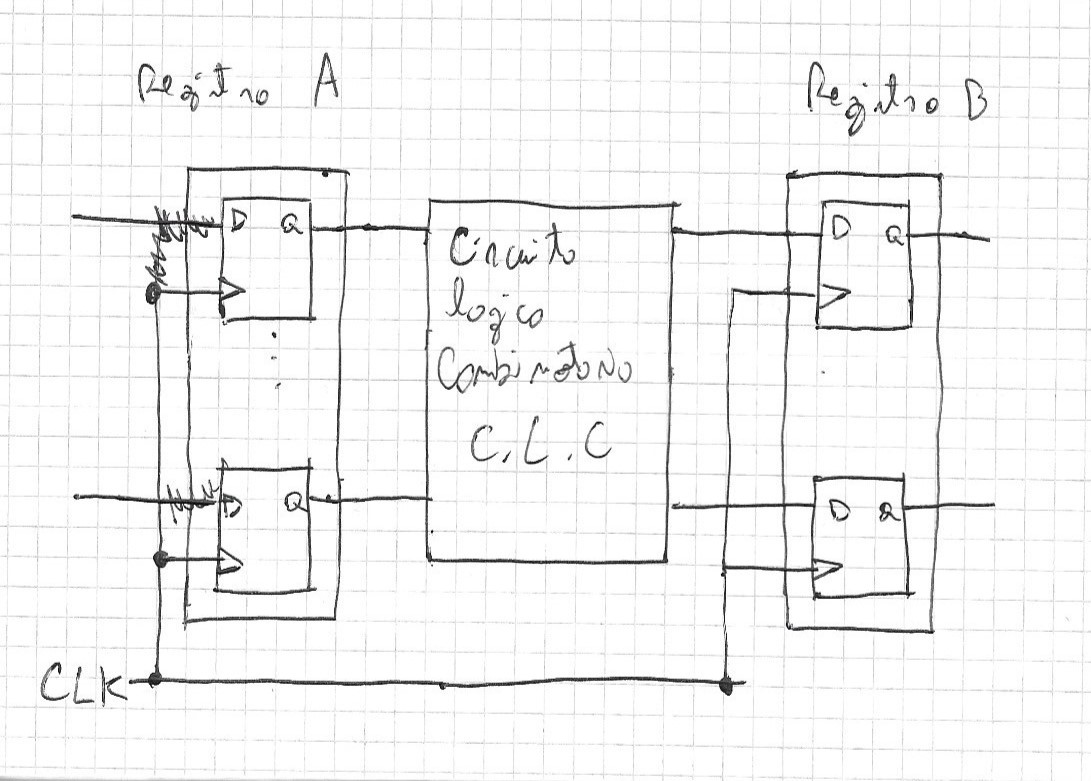 Registro A
Registro B
D Q
Circuito
logico
Combinatorio
C.L.C
D Q
D Q
D Q
CLK